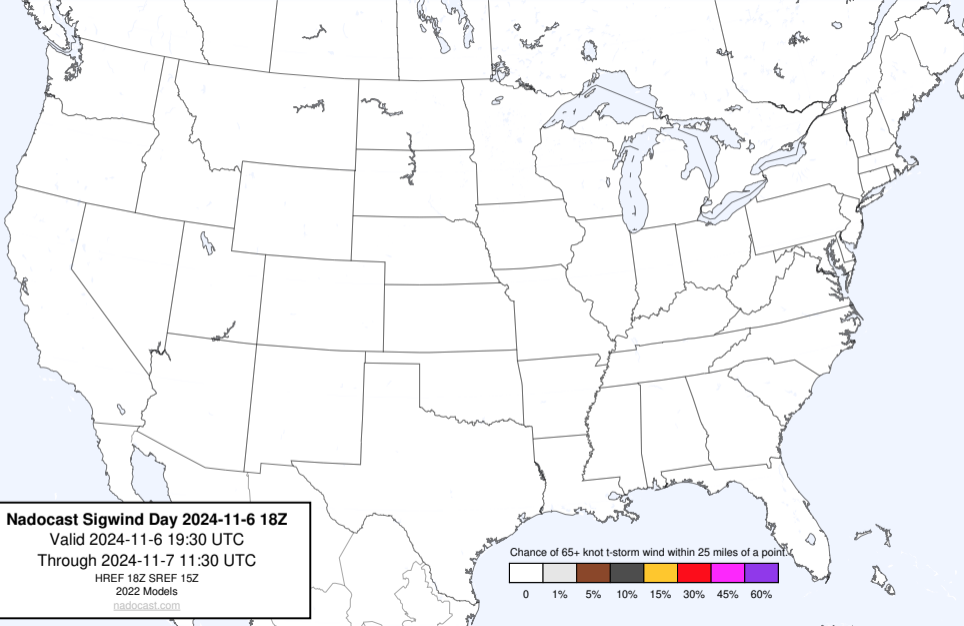 Nadocast Sigwind Day 2024-11-6 18Z
Valid 2024-11-6 19:30 UTC
Through 2024-11-7 11:30 UTC
HREF 18Z SREF 15Z
2022 Models
nadocast.com
Chance of 65+ knot t-storm wind within 25 miles of a point.
0 1% 5% 10% 15% 30% 45% 60%